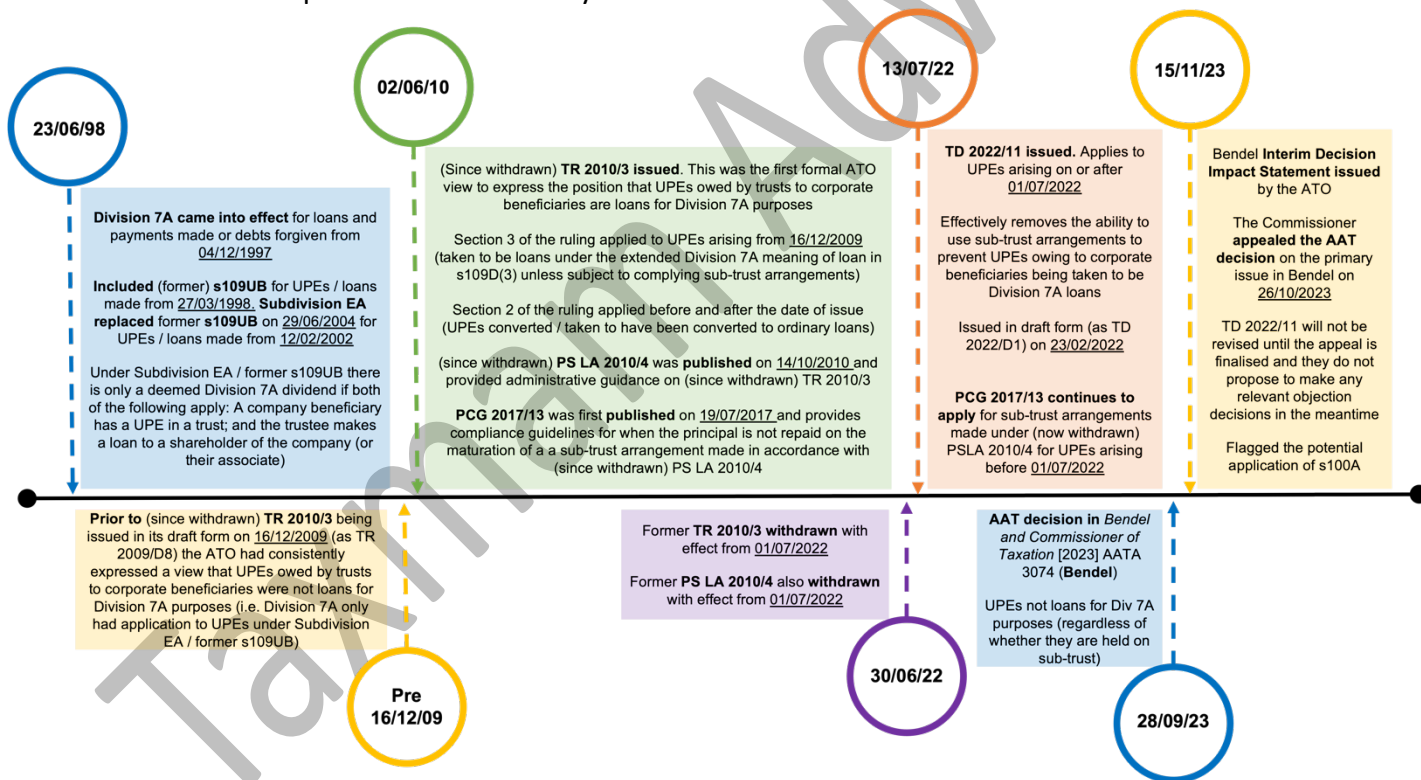 23/06/98
Division 7A came into effect for loans and
payments made or debts forgiven from
04/12/1997
Included (former) s109UB for UPEs / loans
made from 27/03/1998. Subdivision EA
replaced former s109UB on 29/06/2004 for
UPEs / loans made from 12/02/2002
Under Subdivision EA / former s109UB there
is only a deemed Division 7A dividend if both
of the following apply: A company beneficiary
has a UPE in a trust; and the trustee makes
a loan to a shareholder of the company (or
their associate)
02/06/10
(Since withdrawn) TR 2010/3 issued. This was the first formal ATO
view to express the position that UPEs owed by trusts to corporate
beneficiaries are loans for Division 7A purposes
Section 3 of the ruling applied to UPEs arising from 16/12/2009
(taken to be loans under the extended Division 7A meaning of loan in
s109D(3) unless subject to complying sub-trust arrangements)
Section 2 of the ruling applied before and after the date of issue
(UPEs converted / taken to have been converted to ordinary loans)
(since withdrawn) PS LA 2010/4 was published on 14/10/2010 and
provided administrative guidance on (since withdrawn) TR 2010/3
PCG 2017/13 was first published on 19/07/2017 and provides
compliance guidelines for when the principal is not repaid on the
maturation of a a sub-trust arrangement made in accordance with
(since withdrawn) PS LA 2010/4
13/07/22
TD 2022/11 issued. Applies to
UPEs arising on or after
01/07/2022
Effectively removes the ability to
use sub-trust arrangements to
prevent UPEs owing to corporate
beneficiaries being taken to be
Division 7A loans
Issued in draft form (as TD
2022/D1) on 23/02/2022
PCG 2017/13 continues to
apply for sub-trust arrangements
made under (now withdrawn)
PSLA 2010/4 for UPEs arising
before 01/07/2022
15/11/23
Bendel Interim Decision
Impact Statement issued
by the ATO
The Commissioner
appealed the AAT
decision on the primary
issue in Bendel on
26/10/2023
TD 2022/11 will not be
revised until the appeal is
finalised and they do not
propose to make any
relevant objection
decisions in the meantime
Flagged the potential
application of s100A
Prior to (since withdrawn) TR 2010/3 being
issued in its draft form on 16/12/2009 (as TR
2009/D8) the ATO had consistently
expressed a view that UPEs owed by trusts
to corporate beneficiaries were not loans for
Division 7A purposes (i.e. Division 7A only
had application to UPEs under Subdivision
EA / former s109UB)
Pre
16/12/09
Former TR 2010/3 withdrawn with
effect from 01/07/2022
Former PS LA 2010/4 also withdrawn
with effect from 01/07/2022
30/06/22
AAT decision in Bendel
and Commissioner of
Taxation [2023] AATA
3074 (Bendel)
UPEs not loans for Div 7A
purposes (regardless of
whether they are held on
sub-trust)
28/09/23
Taxmam Adv